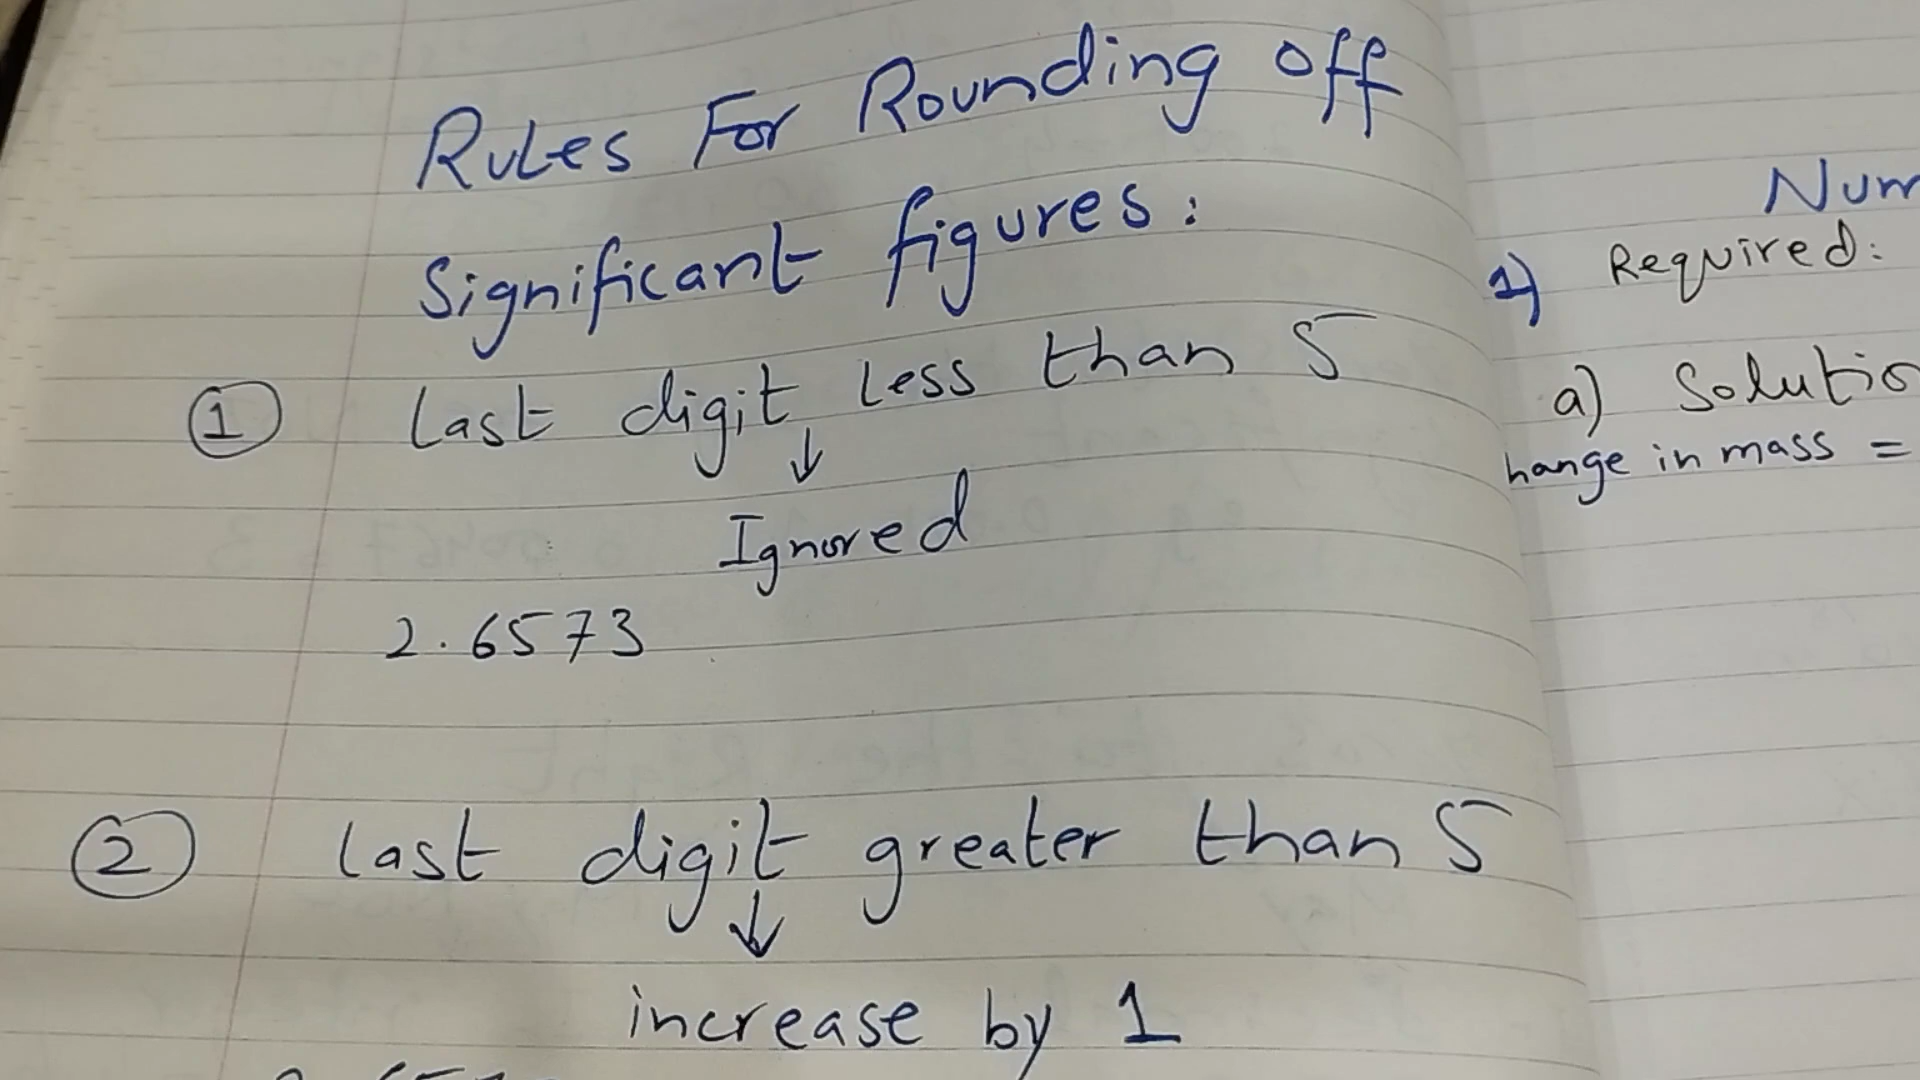 Rules For Rounding off
Significant figures:
① Last digit less than 5
↓
Ignored
2.6573
② last digit greater than 5
↓
increase by 1
1) Required:
a) Solutio
hange in mass =